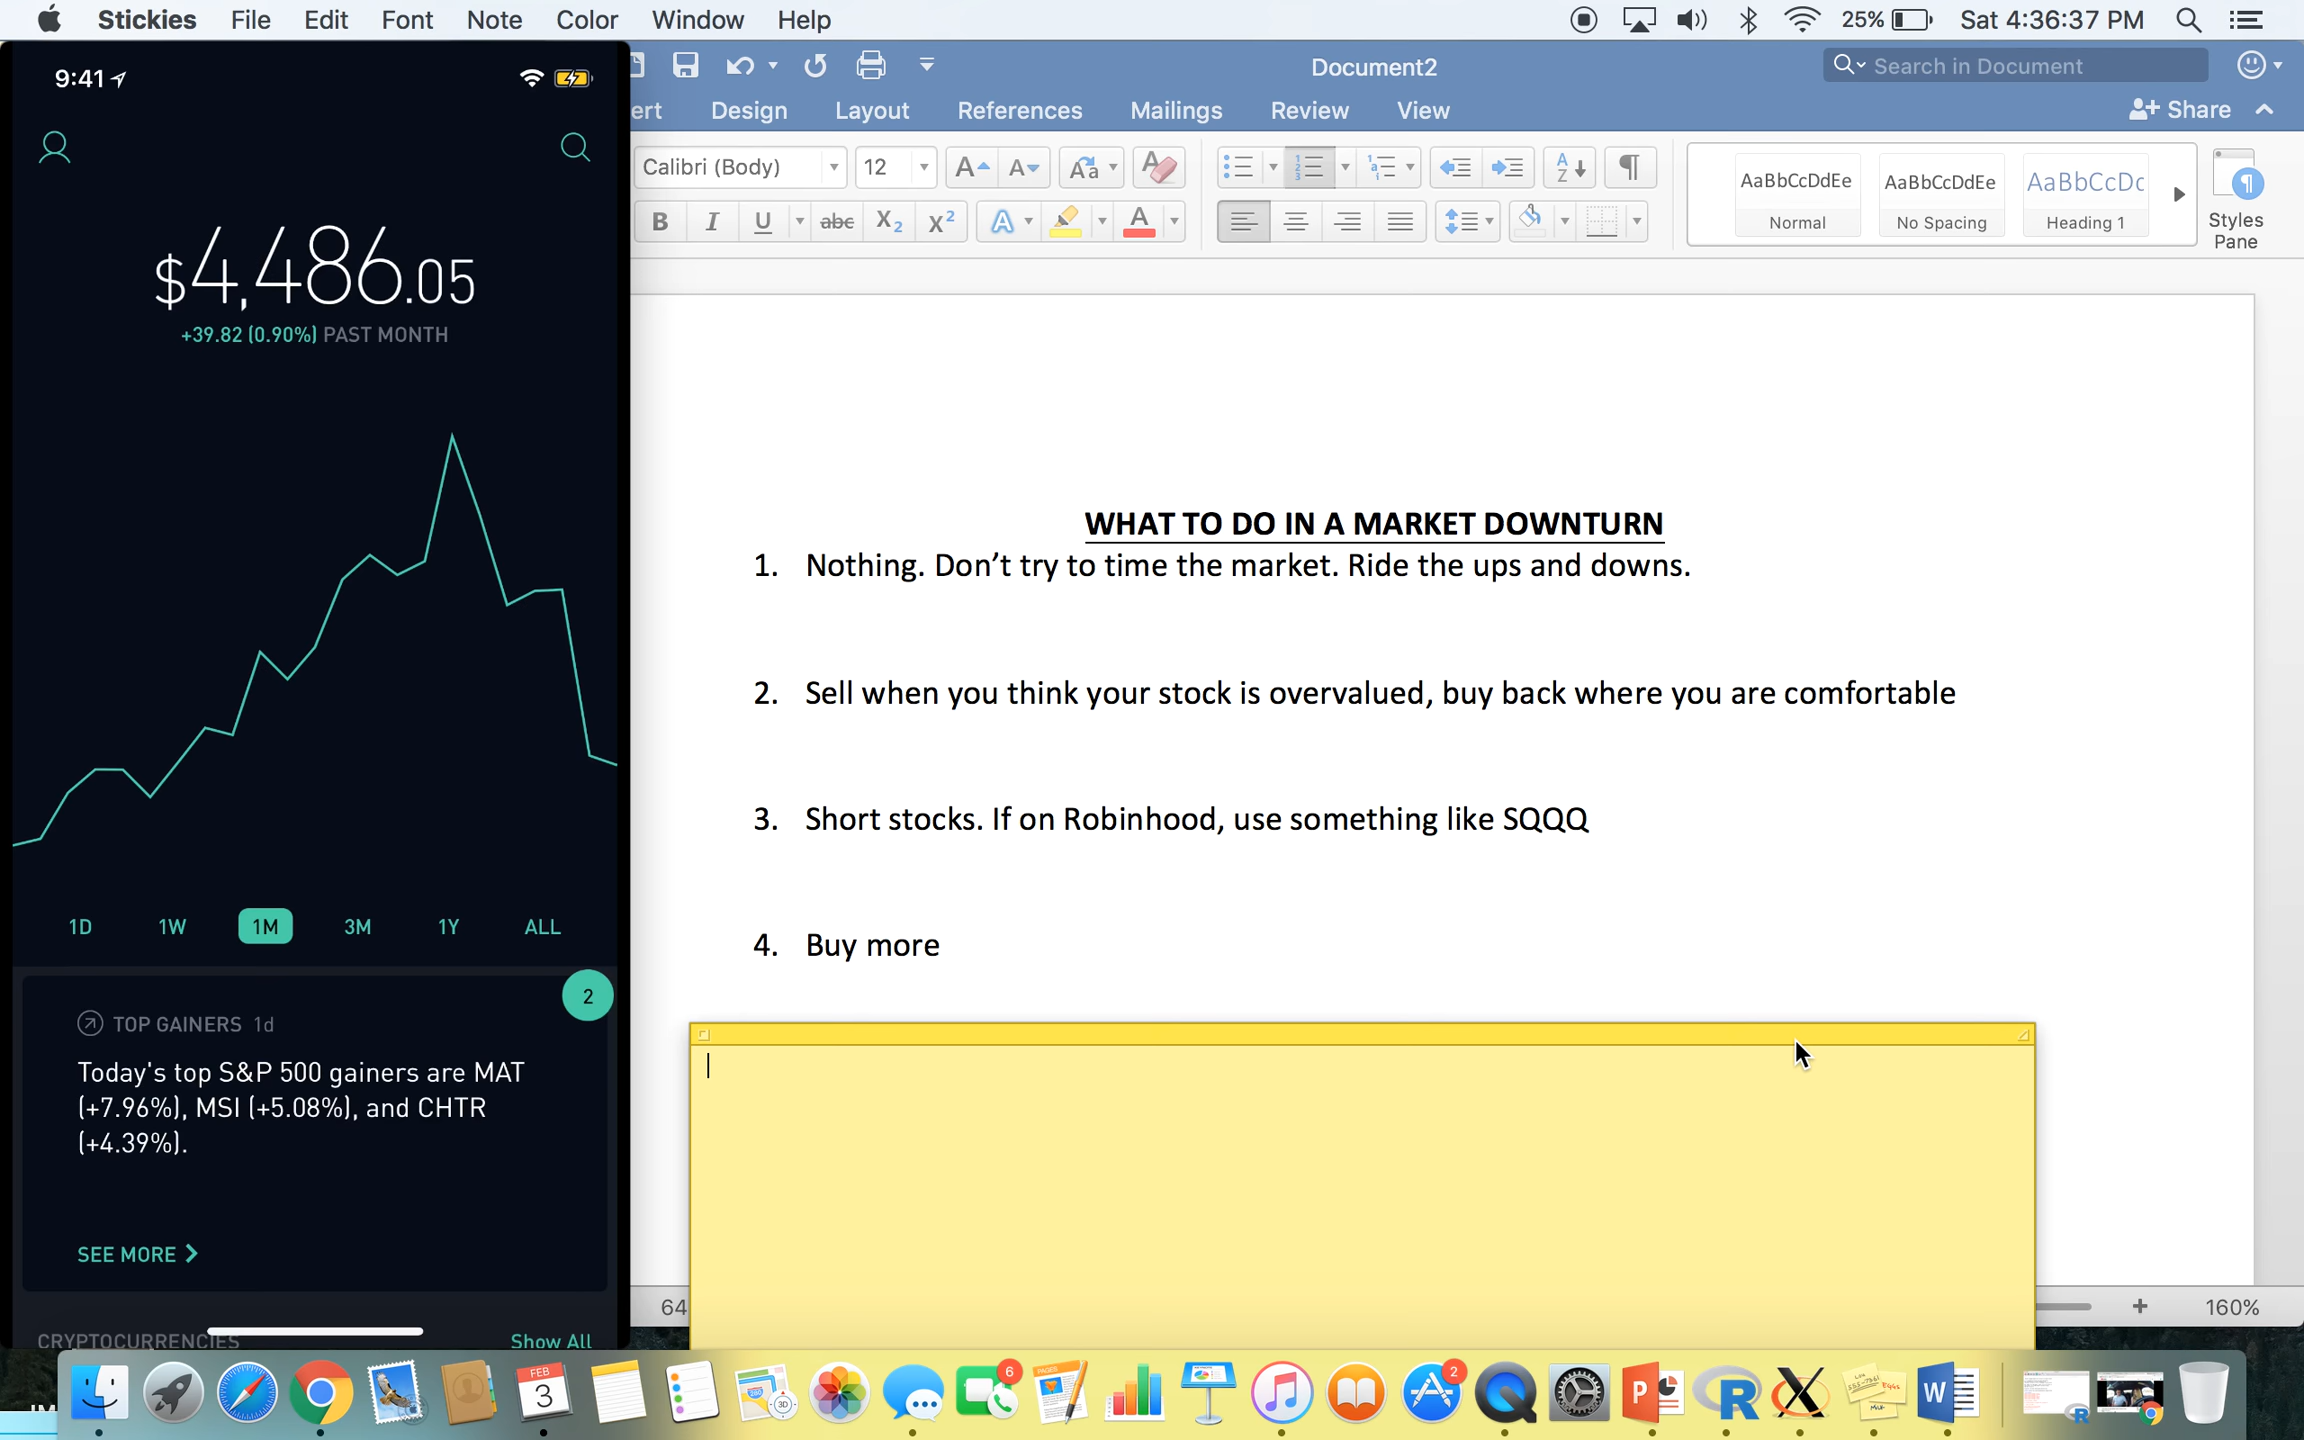 Stickies File Edit Font Note Color Window Help
25% Sat 4:36:37 PM
9:41
$4,486.05
+39.82 (0.90%) PAST MONTH
1D 1W 1M 3M 1Y ALL
2
TOP GAINERS 1d
Today's top S&P 500 gainers are MAT
(+7.96%), MSI (+5.08%), and CHTR
(+4.39%).
SEE MORE
CRYPTOCURRENCIES Show All
Document2
Search in Document
ert Design Layout References Mailings Review View
Share
Calibri (Body) 12
AaBbCcDdEe AaBbCcDdEe AaBbCcDc
Normal No Spacing Heading 1
Styles
Pane
WHAT TO DO IN A MARKET DOWNTURN
1. Nothing. Don’t try to time the market. Ride the ups and downs.
2. Sell when you think your stock is overvalued, buy back where you are comfortable
3. Short stocks. If on Robinhood, use something like SQQQ
4. Buy more
64
160%
FEB
3
6
2